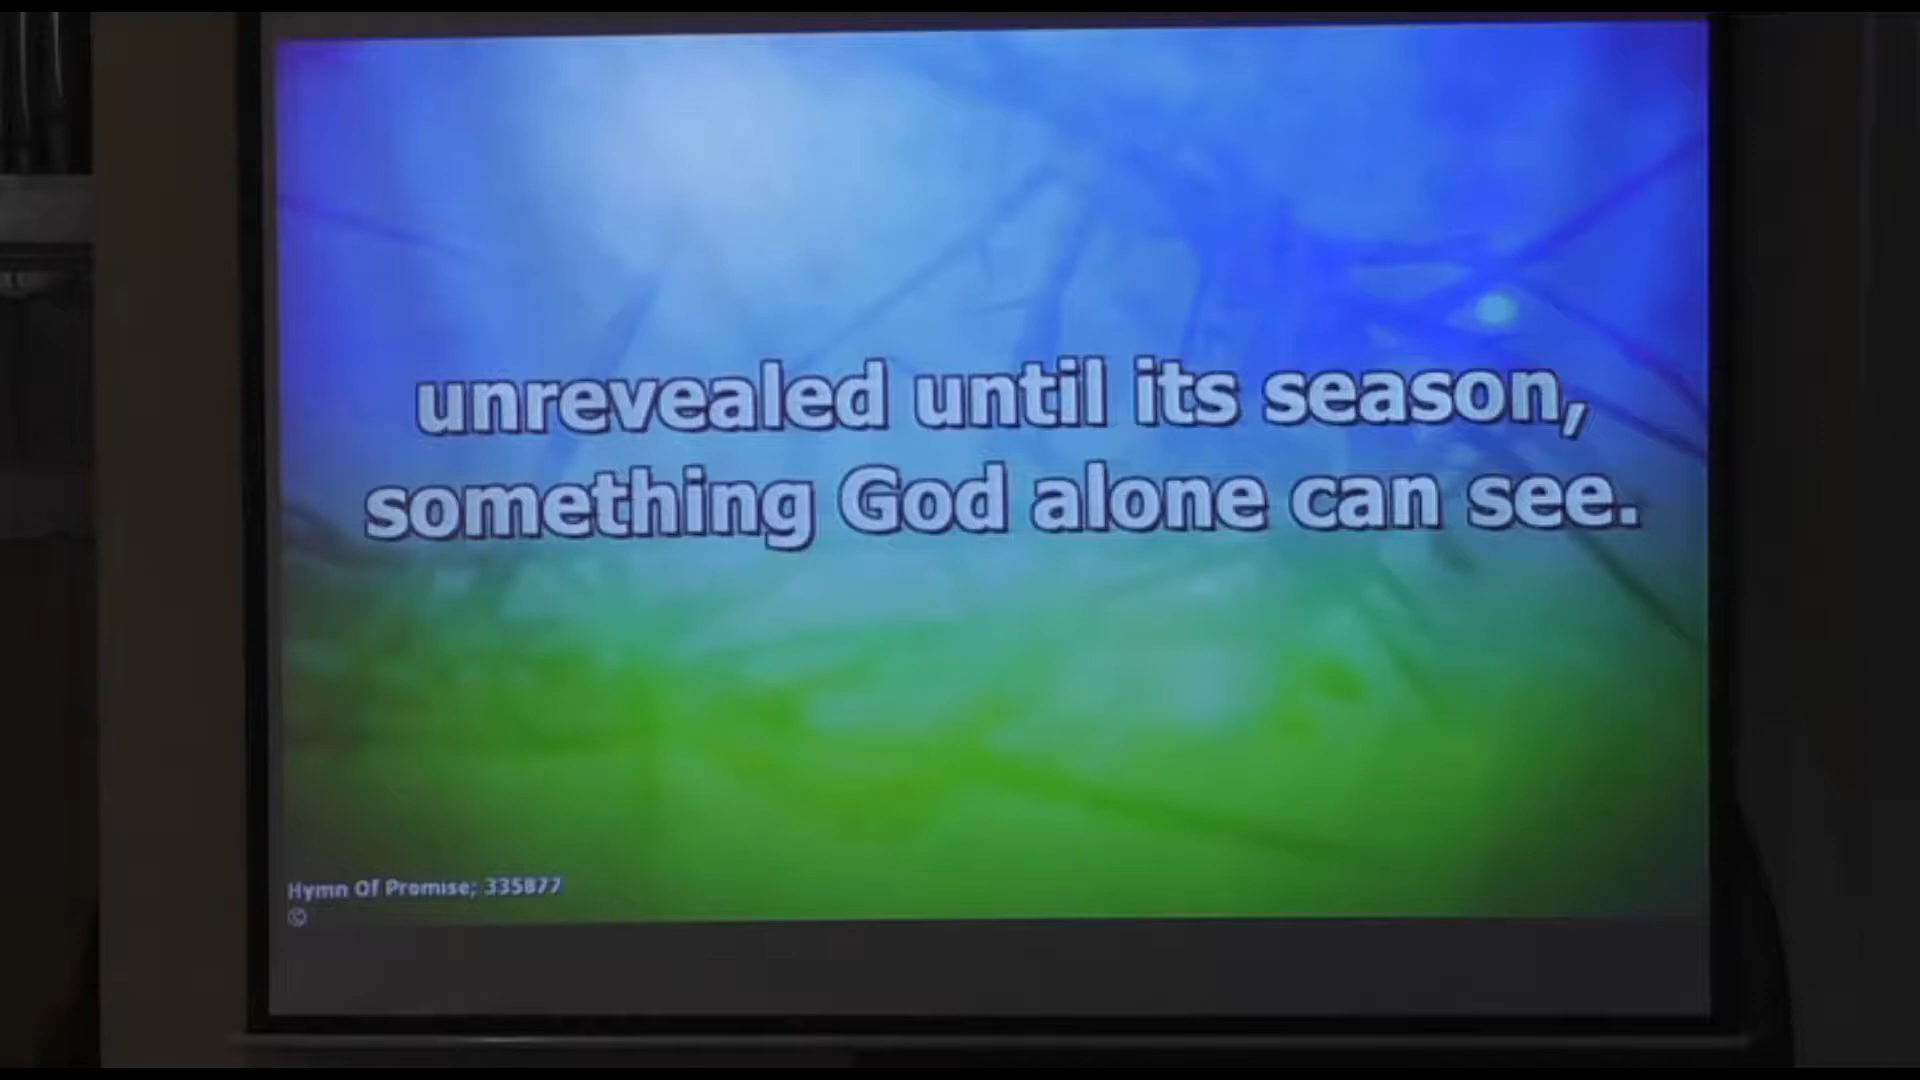 unrevealed until its season,
something God alone can see.
Hymn Of Promise; 335877
©